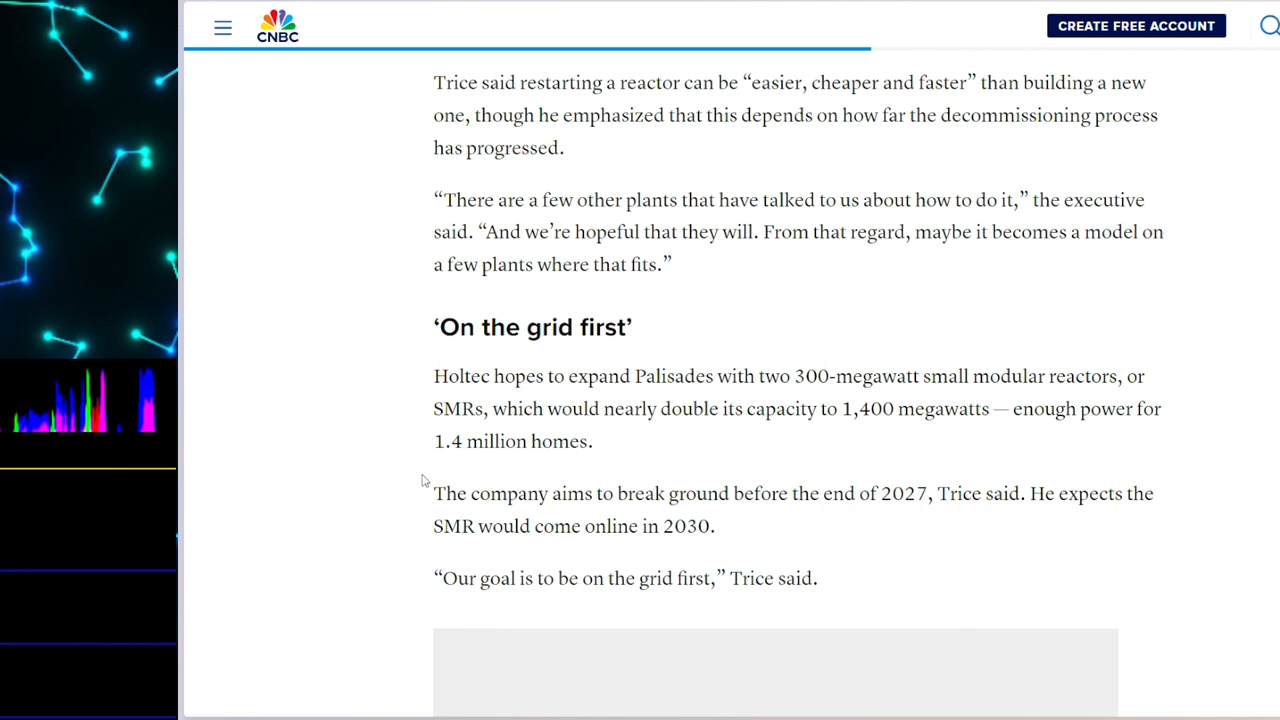 CNBC
CREATE FREE ACCOUNT
Trice said restarting a reactor can be “easier, cheaper and faster” than building a new
one, though he emphasized that this depends on how far the decommissioning process
has progressed.
“There are a few other plants that have talked to us about how to do it,” the executive
said. “And we’re hopeful that they will. From that regard, maybe it becomes a model on
a few plants where that fits.”
‘On the grid first’
Holtec hopes to expand Palisades with two 300-megawatt small modular reactors, or
SMRs, which would nearly double its capacity to 1,400 megawatts — enough power for
1.4 million homes.
The company aims to break ground before the end of 2027, Trice said. He expects the
SMR would come online in 2030.
“Our goal is to be on the grid first,” Trice said.